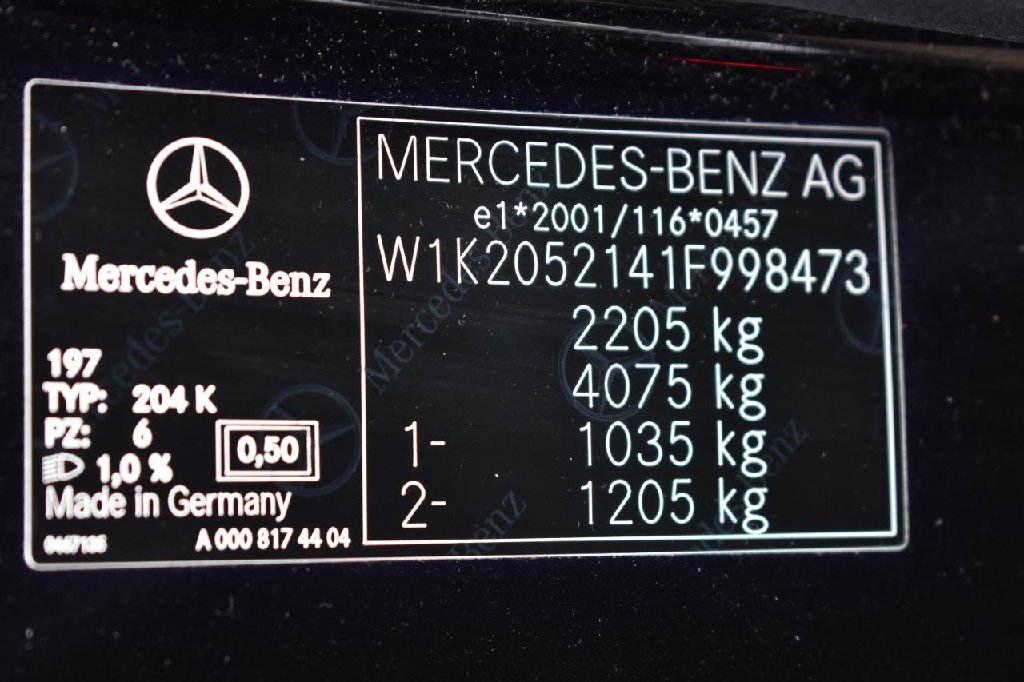 Mercedes-Benz
197
TYP: 204 K
PZ: 6
1,0 %
0,50
Made in Germany
A 000 817 44 04
MERCEDES-BENZ AG
e1*2001/116*0457
W1K2052141F998473
2205 kg
4075 kg
1- 1035 kg
2- 1205 kg